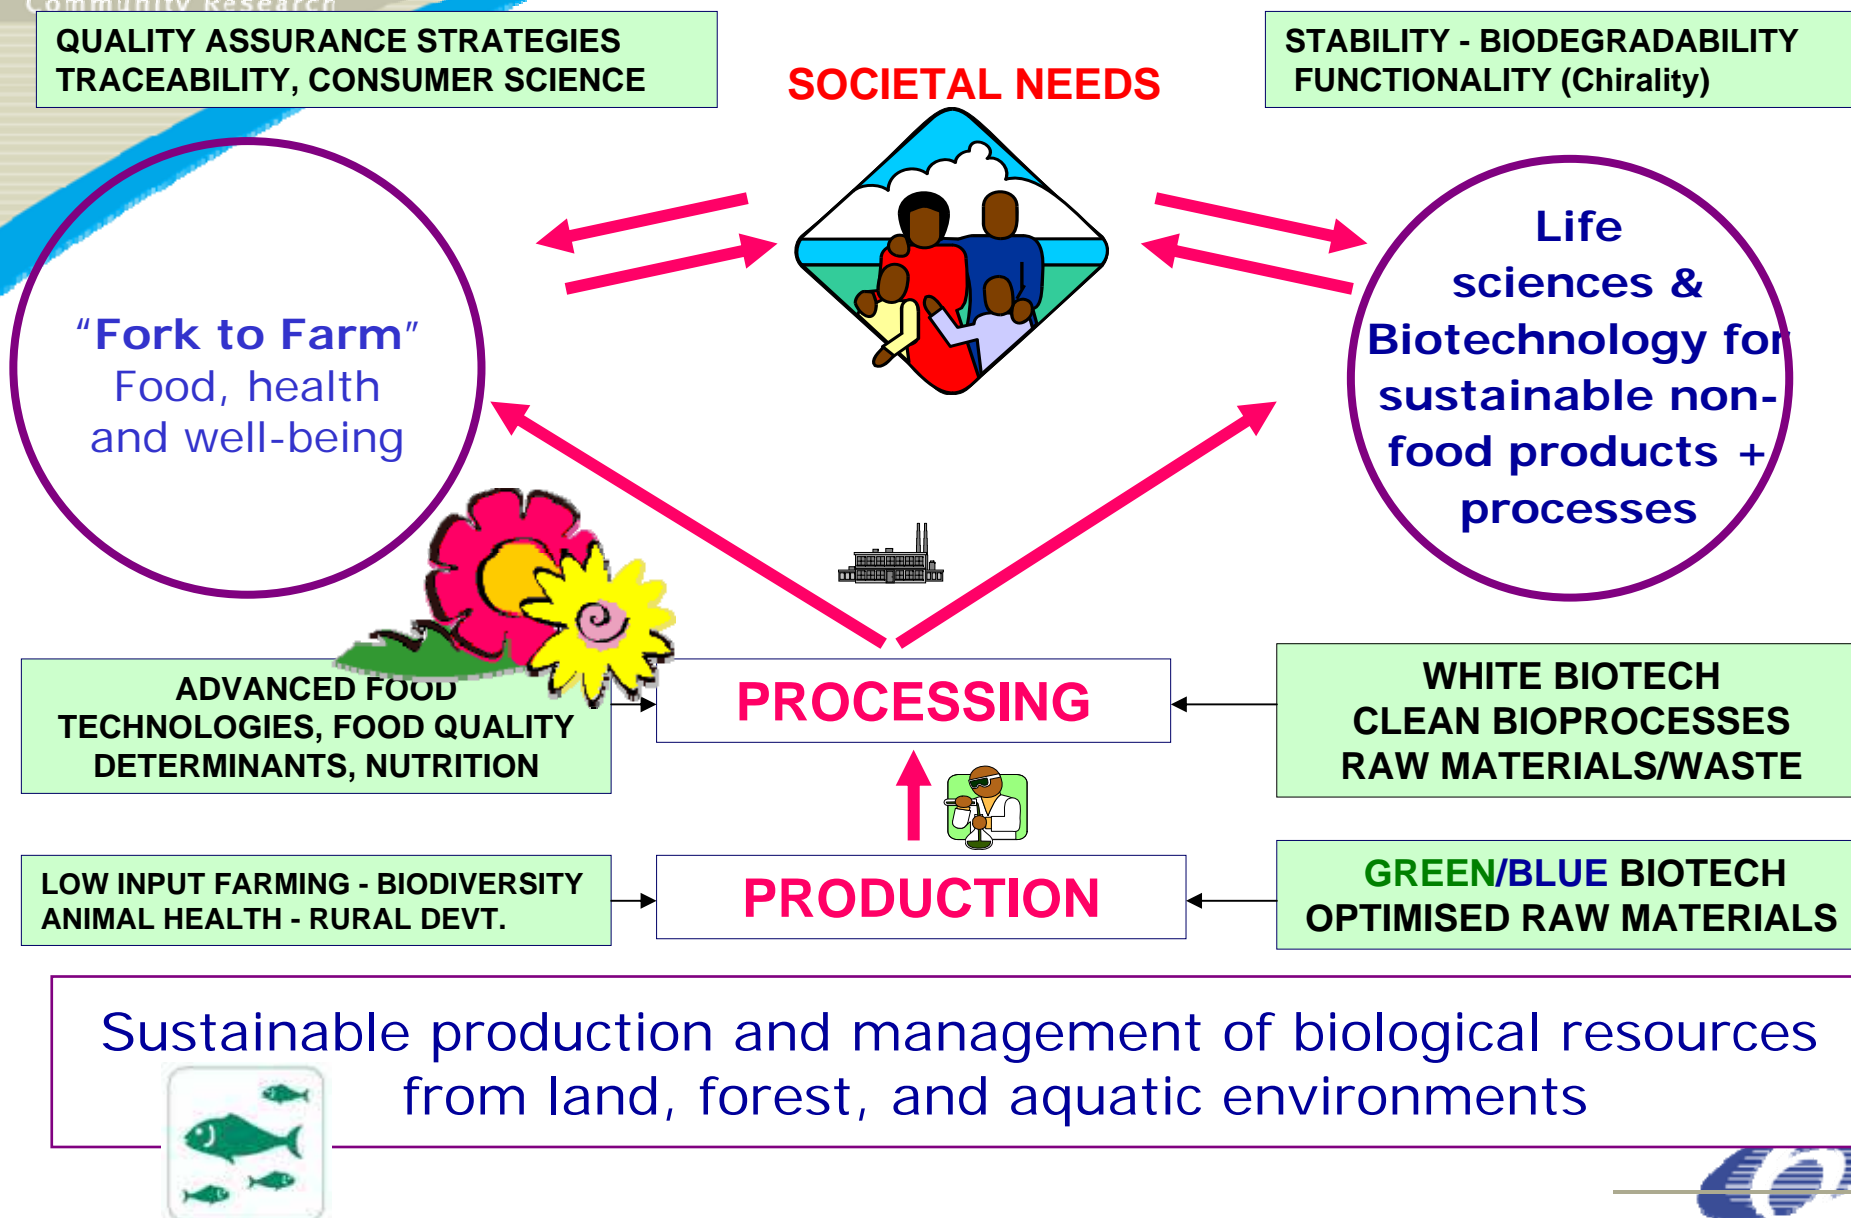 Community Research
QUALITY ASSURANCE STRATEGIES
TRACEABILITY, CONSUMER SCIENCE
SOCIETAL NEEDS
STABILITY - BIODEGRADABILITY
FUNCTIONALITY (Chirality)
“Fork to Farm”
Food, health
and well-being
Life
sciences &
Biotechnology for
sustainable non-
food products +
processes
ADVANCED FOOD
TECHNOLOGIES, FOOD QUALITY
DETERMINANTS, NUTRITION
PROCESSING
WHITE BIOTECH
CLEAN BIOPROCESSES
RAW MATERIALS/WASTE
LOW INPUT FARMING - BIODIVERSITY
ANIMAL HEALTH - RURAL DEVT.
PRODUCTION
GREEN/BLUE BIOTECH
OPTIMISED RAW MATERIALS
Sustainable production and management of biological resources
from land, forest, and aquatic environments